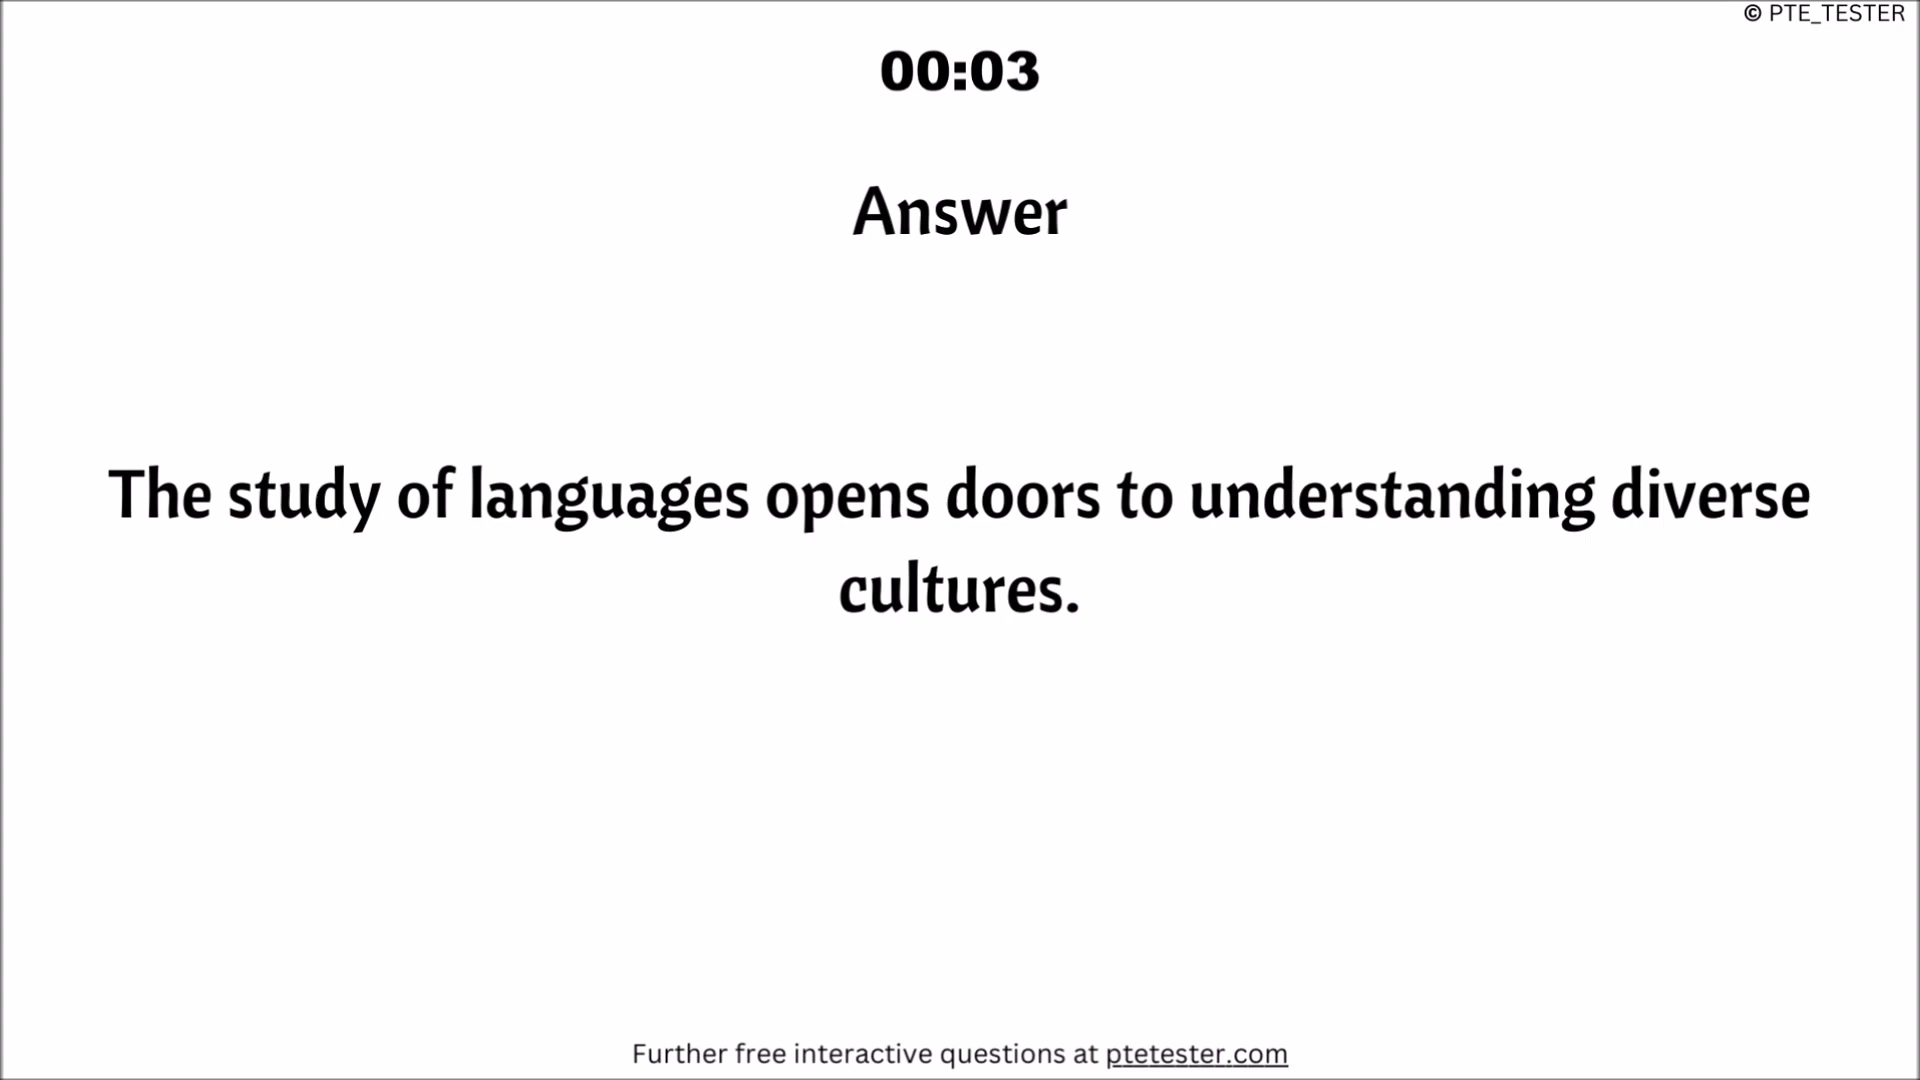 © PTE_TESTER
00:03
Answer
The study of languages opens doors to understanding diverse
cultures.
Further free interactive questions at ptetester.com